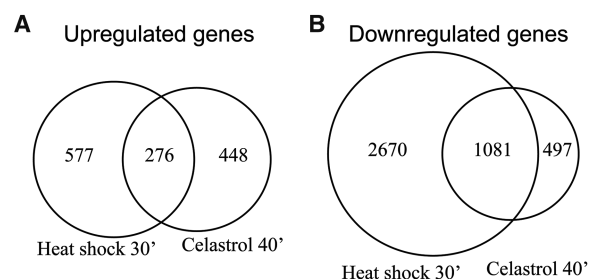 A
Upregulated genes
577
276
448
Heat shock 30’
Celastrol 40’
B
Downregulated genes
2670
1081
497
Heat shock 30’
Celastrol 40’